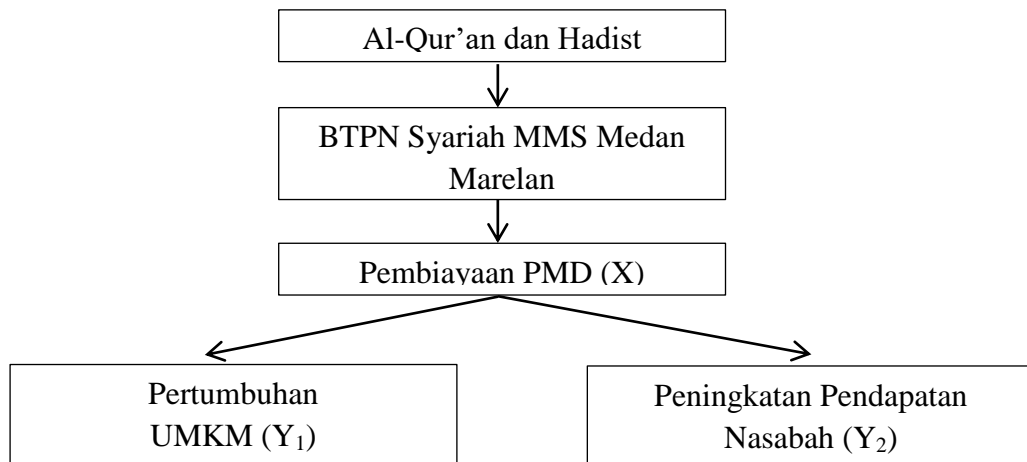 Al-Qur’an dan Hadist
BTPN Syariah MMS Medan
Marelan
Pembiayaan PMD (X)
Pertumbuhan
UMKM (Y₁)
Peningkatan Pendapatan
Nasabah (Y₂)